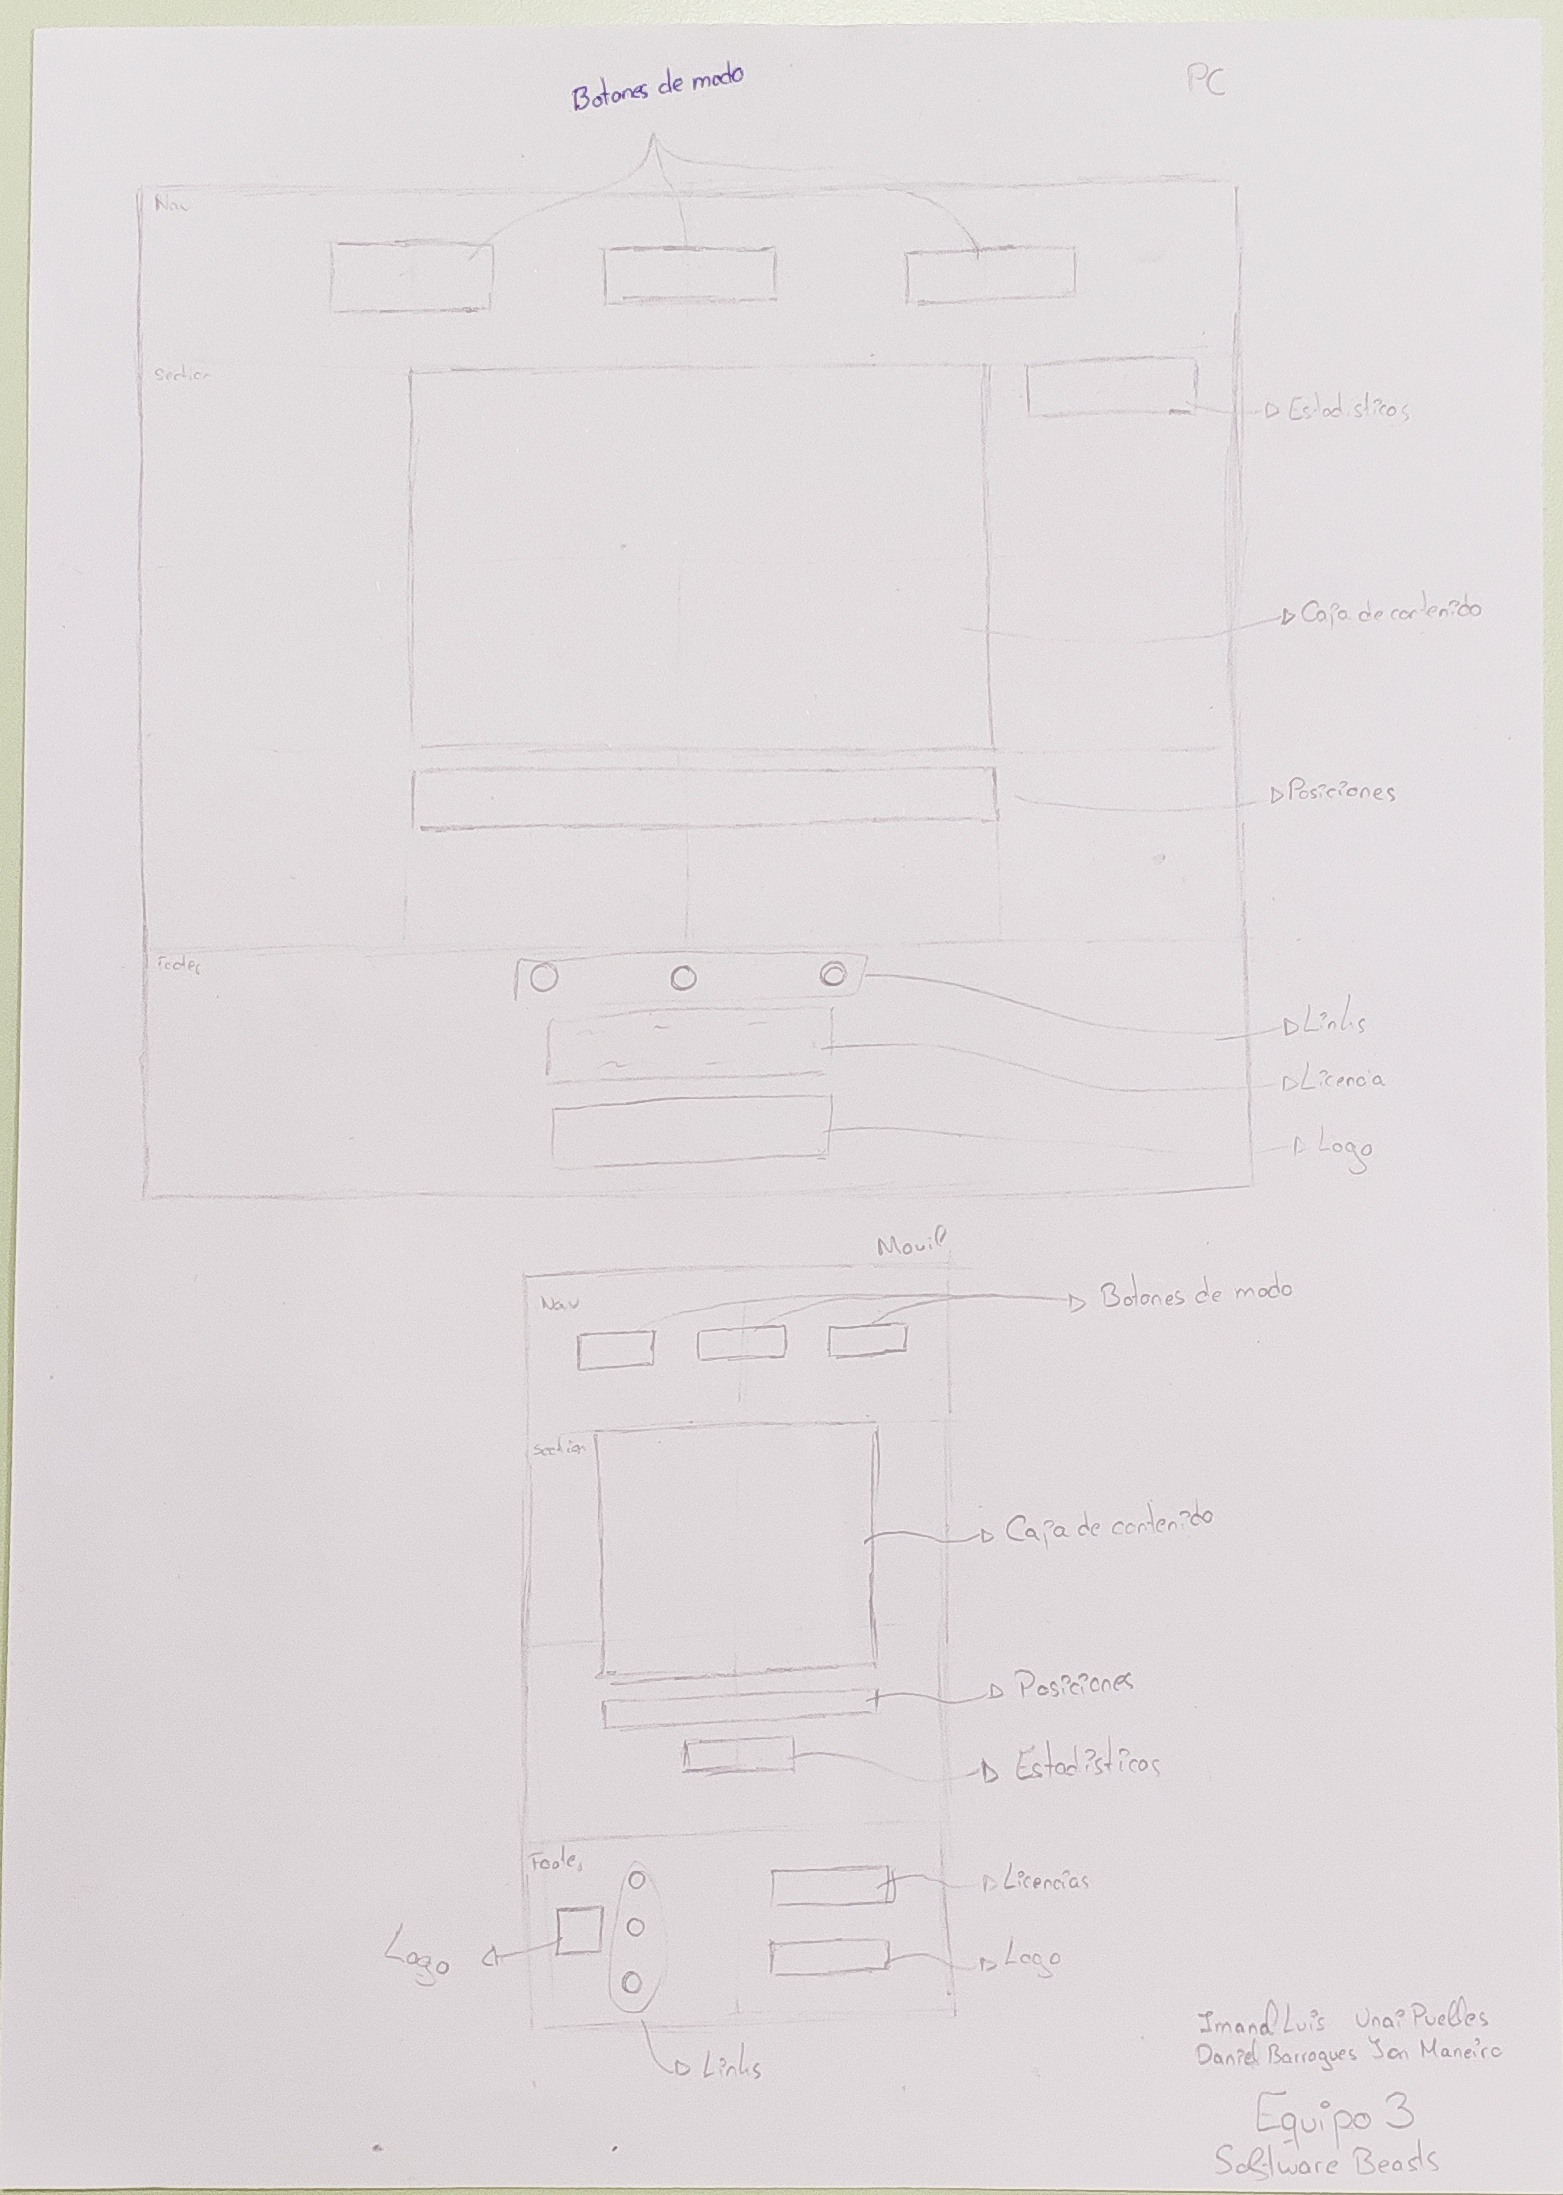 Botones de modo
PC
Nav
Section
Estadisticos
Caja de contenido
Posiciones
Footer
Links
Licencia
Logo
Movil
Nav
Botones de modo
Section
Caja de contenido
Posiciones
Estadisticos
Footer
Licencias
Logo
Logo
Links
Imanol Luis Unai Puelles
Daniel Barragues Jon Maneiro
Equipo 3
Software Beasts